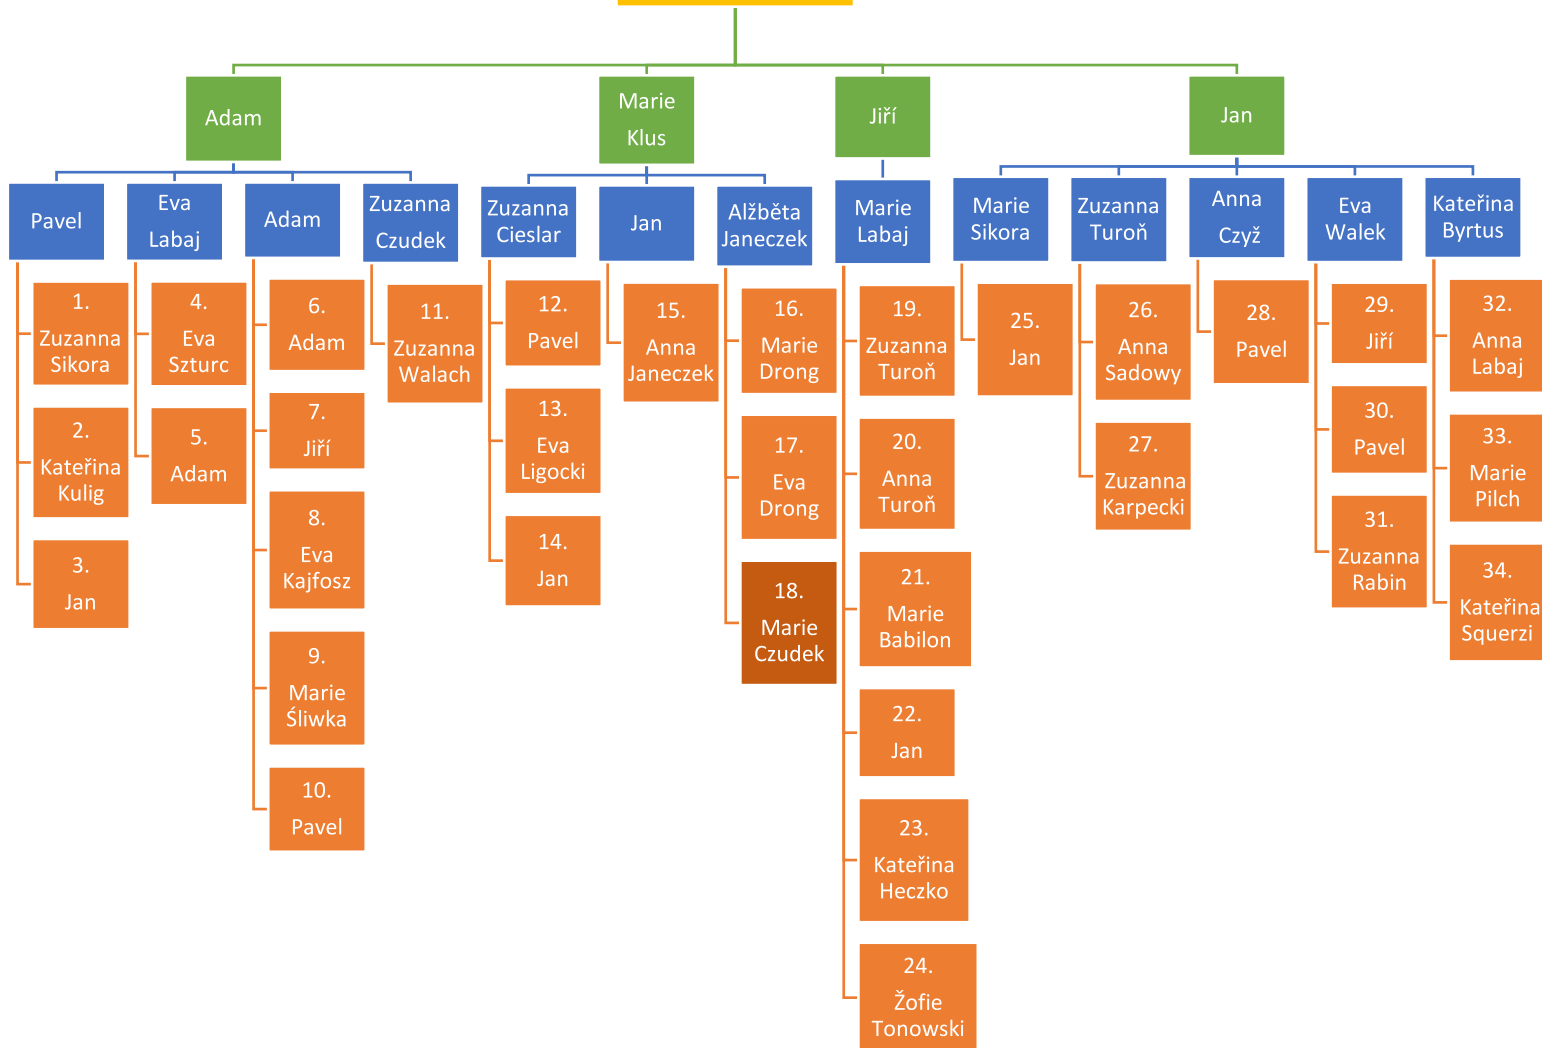 Adam
Marie
Klus
Jiří
Jan
Pavel
Eva
Labaj
Adam
Zuzanna
Czudek
Zuzanna
Cieslar
Jan
Alžběta
Janeczek
Marie
Labaj
Marie
Sikora
Zuzanna
Turoň
Anna
Czyž
Eva
Walek
Kateřina
Byrtus
1.
Zuzanna
Sikora
2.
Kateřina
Kulig
3.
Jan
4.
Eva
Szturc
5.
Adam
6.
Adam
7.
Jiří
8.
Eva
Kajfosz
9.
Marie
Śliwka
10.
Pavel
11.
Zuzanna
Walach
12.
Pavel
13.
Eva
Ligocki
14.
Jan
15.
Anna
Janeczek
16.
Marie
Drong
17.
Eva
Drong
18.
Marie
Czudek
19.
Zuzanna
Turoň
20.
Anna
Turoň
21.
Marie
Babilon
22.
Jan
23.
Kateřina
Heczko
24.
Žofie
Tonowski
25.
Jan
26.
Anna
Sadowy
27.
Zuzanna
Karpecki
28.
Pavel
29.
Jiří
30.
Pavel
31.
Zuzanna
Rabin
32.
Anna
Labaj
33.
Marie
Pilch
34.
Kateřina
Squerzi